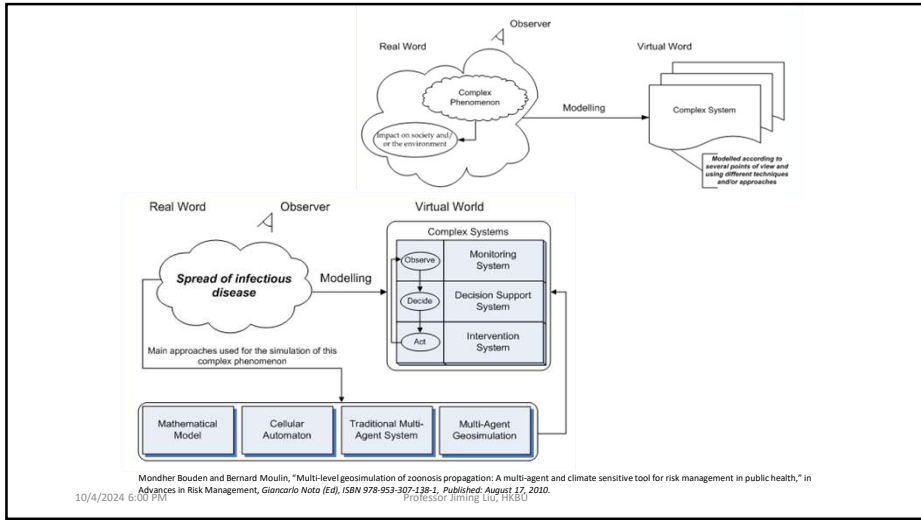 Observer
Real Word
Virtual Word
Complex
Phenomenon
Modelling
Complex System
Impact on society and/
or the environment
Modelled according to
several points of view and
using different techniques
and/or approaches
Real Word
Observer
Virtual World
Complex Systems
Spread of infectious
disease
Modelling
Observe
Monitoring
System
Decide
Decision Support
System
Act
Intervention
System
Main approaches used for the simulation of this
complex phenomenon
Mathematical
Model
Cellular
Automaton
Traditional Multi-
Agent System
Multi-Agent
Geosimulation
Mondher Bouden and Bernard Moulin, “Multi-level geosimulation of zoonosis propagation: A multi-agent and climate sensitive tool for risk management in public health,” in
Advances in Risk Management, Giancarlo Nota (Ed), ISBN 978-953-307-138-1, Published: August 17, 2010.
10/4/2024 6:00 PM
Professor Jiming Liu, HKBU